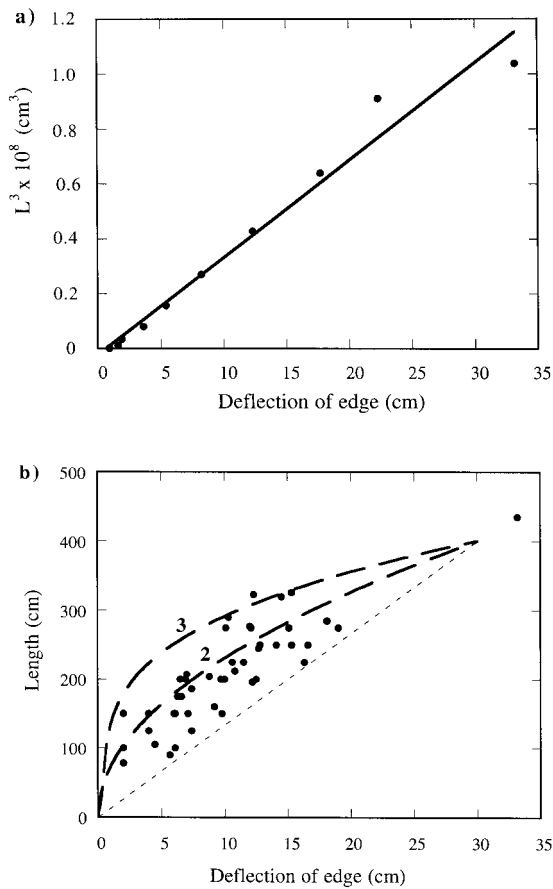 a)
1.2
1.0
0.8
0.6
0.4
0.2
0
L³ x 10⁸ (cm³)
0 5 10 15 20 25 30 35
Deflection of edge (cm)
b)
500
400
300
200
100
0
Length (cm)
3
2
0 5 10 15 20 25 30 35
Deflection of edge (cm)